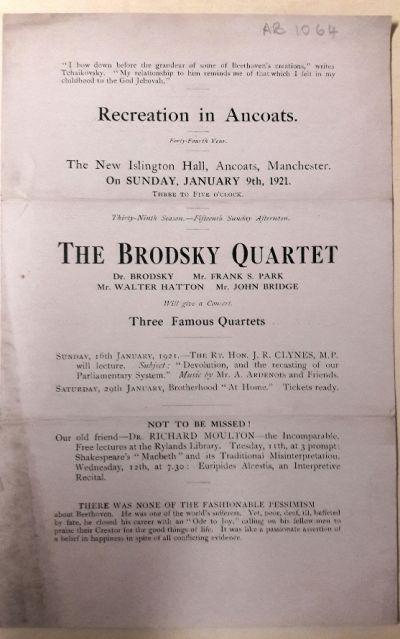 AB 1064
"I bow down before the grandeur of some of Beethoven's creations," writes
Tchaikovsky. "My relationship to him reminds me of that which I felt in my
childhood to the God Jehovah."
Recreation in Ancoats.
Forty-Fourth Year.
The New Islington Hall, Ancoats, Manchester.
On SUNDAY, JANUARY 9th, 1921.
THREE TO FIVE O'CLOCK.
Thirty-Ninth Season.—Fifteenth Sunday Afternoon.
THE BRODSKY QUARTET
DR. BRODSKY MR. FRANK S. PARK
MR. WALTER HATTON MR. JOHN BRIDGE
Will give a Concert.
Three Famous Quartets
SUNDAY, 16TH JANUARY, 1921.—THE RT. HON. J. R. CLYNES, M.P.
will lecture. Subject: "Devolution, and the recasting of our
Parliamentary System." Music by MR. A. and Friends.
SATURDAY, 29TH JANUARY, Brotherhood "At Home." Tickets ready.
NOT TO BE MISSED!
Our old friend—DR. RICHARD MOULTON—the Incomparable.
Free lectures at the Rylands Library. Tuesday, 11th, at 3 prompt:
Shakespeare's "Macbeth" and its Traditional Misinterpretation.
Wednesday, 12th, at 7.30: Euripides Alcestis, an Interpretive
Recital.
THERE WAS NONE OF THE FASHIONABLE PESSIMISM
about Beethoven. He was one of the world's sufferers. Yet, poor, deaf, ill, buffeted
by fate, he closed his career with an "Ode to Joy," calling on his fellow men to
praise their Creator for the good things of life. It was like a passionate assertion of
a belief in happiness in spite of all conflicting evidence.